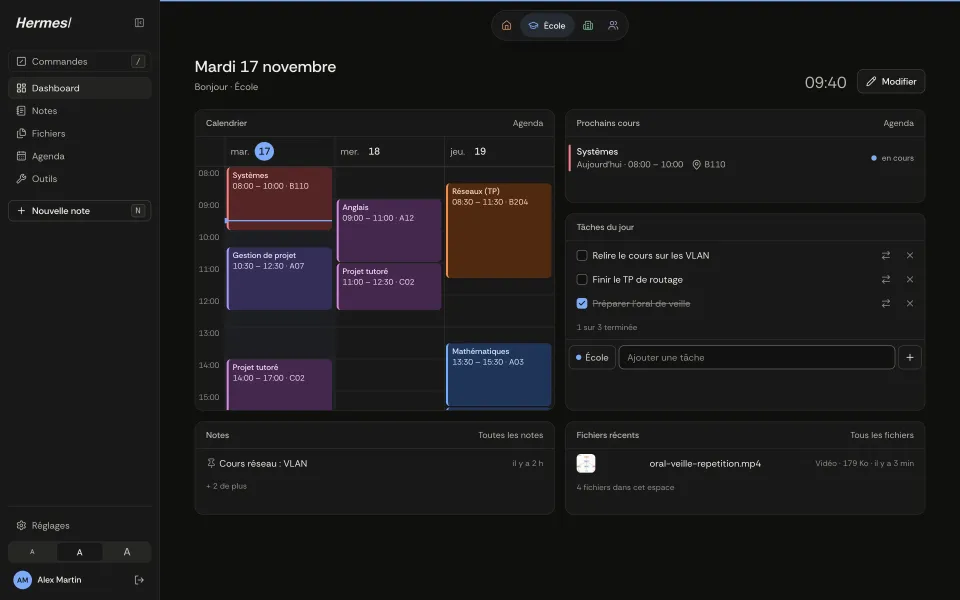 Hermes/
Commandes /
Dashboard
Notes
Fichiers
Agenda
Outils
+ Nouvelle note N
Réglages
A A A
AM Alex Martin
École
Mardi 17 novembre
Bonjour · École
09:40 Modifier
Calendrier Agenda
mar. 17 mer. 18 jeu. 19
08:00
09:00
10:00
11:00
12:00
13:00
14:00
15:00
Systèmes
08:00 – 10:00 · B110
Gestion de projet
10:30 – 12:30 · A07
Projet tutoré
14:00 – 17:00 · C02
Anglais
09:00 – 11:00 · A12
Projet tutoré
11:00 – 12:30 · C02
Réseaux (TP)
08:30 – 11:30 · B204
Mathématiques
13:30 – 15:30 · A03
Prochains cours Agenda
Systèmes
Aujourd'hui · 08:00 – 10:00 B110
en cours
Tâches du jour
Relire le cours sur les VLAN
Finir le TP de routage
Préparer l'oral de veille
1 sur 3 terminée
École Ajouter une tâche +
Notes Toutes les notes
Cours réseau : VLAN il y a 2 h
+ 2 de plus
Fichiers récents Tous les fichiers
oral-veille-repetition.mp4 Vidéo · 179 Ko · il y a 3 min
4 fichiers dans cet espace